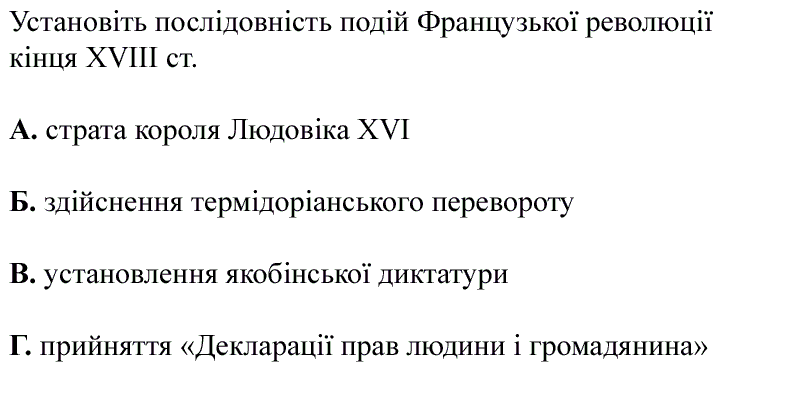 Установіть послідовність подій Французької революції
кінця XVIII ст.
А. страта короля Людовіка XVI
Б. здійснення термідоріанського перевороту
В. установлення якобінської диктатури
Г. прийняття «Декларації прав людини і громадянина»